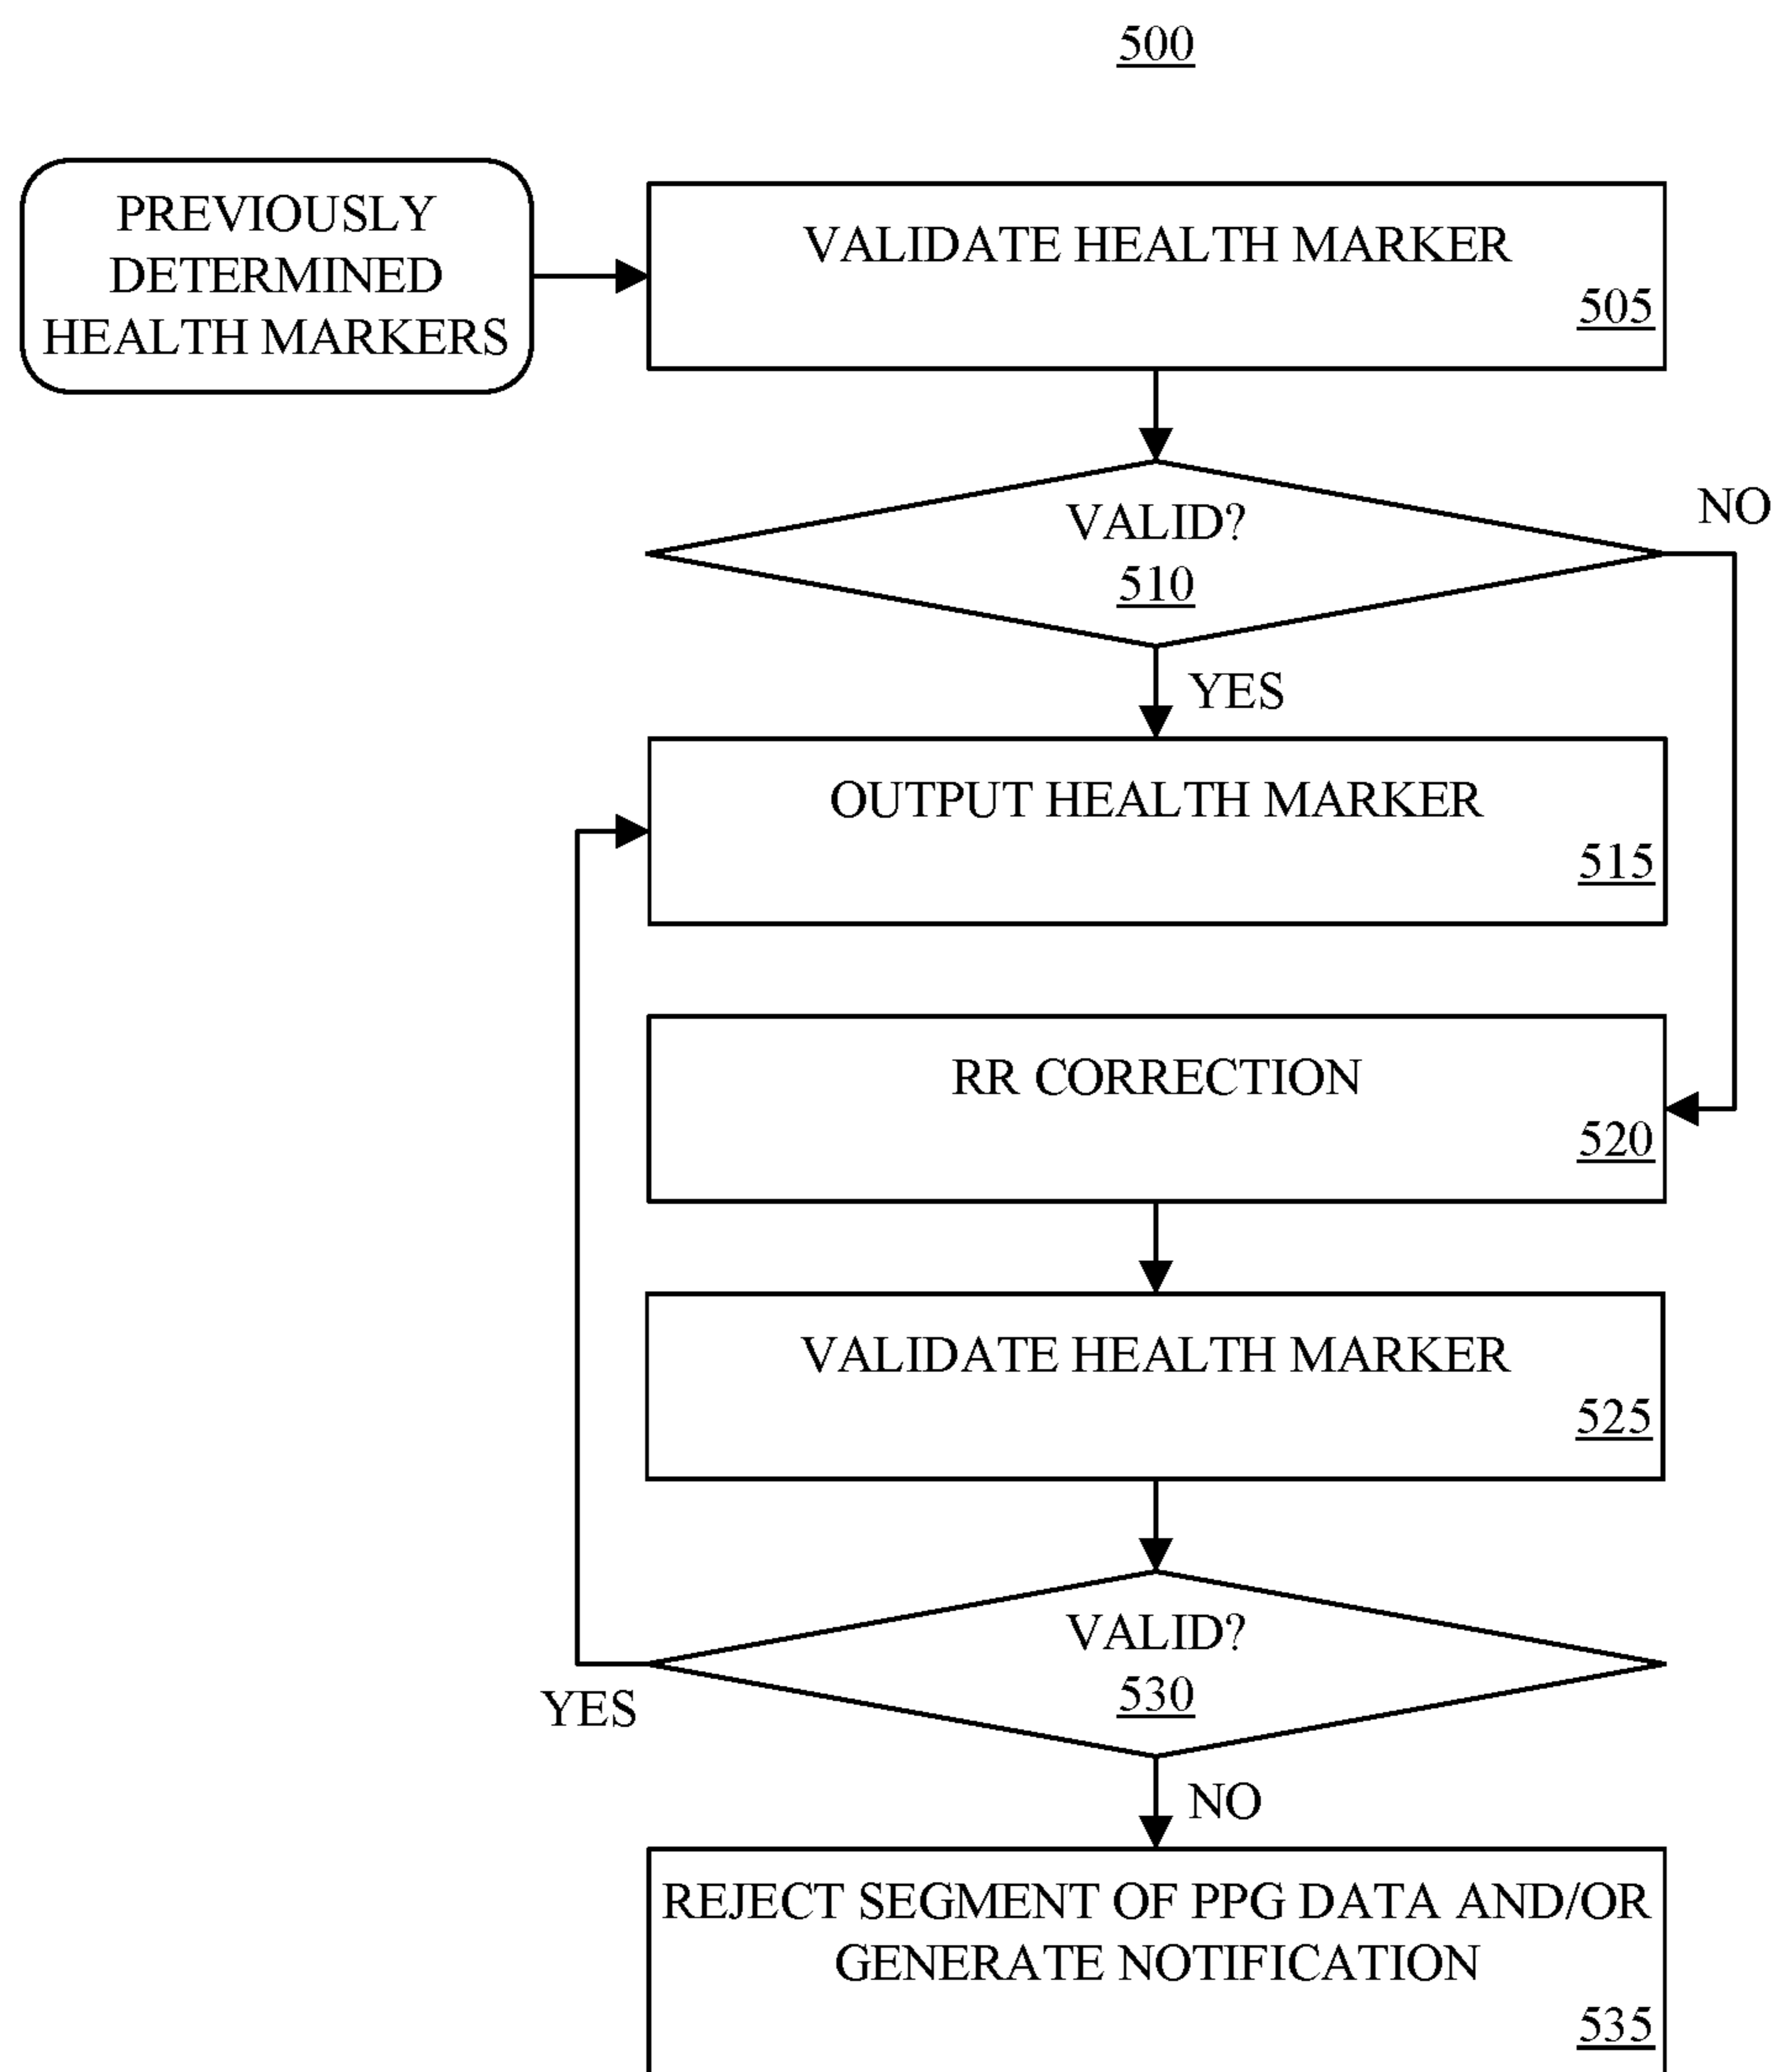 500
PREVIOUSLY
DETERMINED
HEALTH MARKERS
VALIDATE HEALTH MARKER
505
VALID?
510
NO
YES
OUTPUT HEALTH MARKER
515
RR CORRECTION
520
VALIDATE HEALTH MARKER
525
VALID?
530
YES
NO
REJECT SEGMENT OF PPG DATA AND/OR
GENERATE NOTIFICATION
535